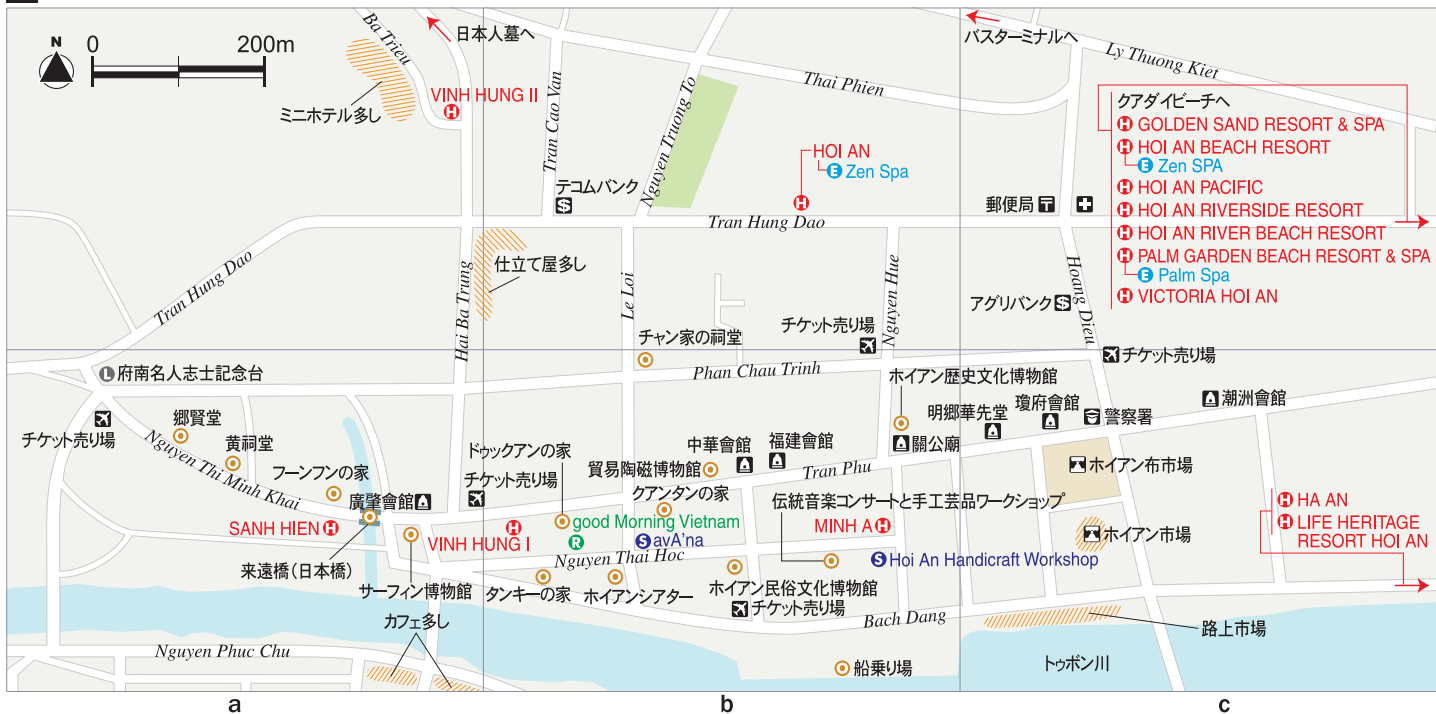 N
0
200m
Ba Trieu
日本人墓へ
バスターミナルへ
Ly Thuong Kiet
Thai Phien
Tran Cao Van
Nguyen Truong To
VINH HUNG II
H
ミニホテル多し
HOI AN
E Zen Spa
H
テコムバンク
$
郵便局 〒
Tran Hung Dao
クアダイビーチへ
H GOLDEN SAND RESORT & SPA
H HOI AN BEACH RESORT
E Zen SPA
H HOI AN PACIFIC
H HOI AN RIVERSIDE RESORT
H HOI AN RIVER BEACH RESORT
H PALM GARDEN BEACH RESORT & SPA
E Palm Spa
H VICTORIA HOI AN
Tran Hung Dao
Hai Ba Trung
仕立て屋多し
Le Loi
Nguyen Hue
Hoang Dieu
アグリバンク $
チケット売り場
チャン家の祠堂
チケット売り場
Phan Chau Trinh
L 府南名人志士記念台
チケット売り場
郷賢堂
黄祠堂
Nguyen Thi Minh Khai
フーンフンの家
廣肇會館
ドゥックアンの家
チケット売り場
貿易陶磁博物館
中華會館
福建會館
Tran Phu
ホイアン歴史文化博物館
關公廟
明郷華先堂
瓊府會館
警察署
潮洲會館
ホイアン布市場
SANH HIEN H
来遠橋(日本橋)
サーフィン博物館
VINH HUNG I
H
good Morning Vietnam
R
クアンタンの家
S avA'na
Nguyen Thai Hoc
伝統音楽コンサートと手工芸品ワークショップ
MINH A H
S Hoi An Handicraft Workshop
ホイアン市場
H HA AN
H LIFE HERITAGE
RESORT HOI AN
タンキーの家
ホイアンシアター
ホイアン民俗文化博物館
チケット売り場
Bach Dang
路上市場
カフェ多し
Nguyen Phuc Chu
船乗り場
トゥボン川
a
b
c